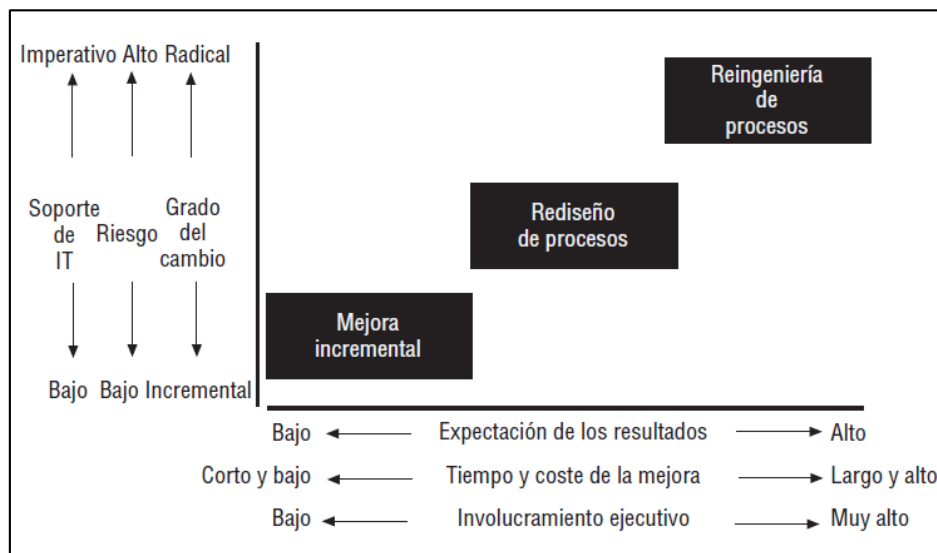 Imperativo Alto Radical
Reingeniería
de
procesos
Soporte
de
IT
Riesgo
Grado
del
cambio
Rediseño
de procesos
Mejora
incremental
Bajo Bajo Incremental
Bajo Expectación de los resultados Alto
Corto y bajo Tiempo y coste de la mejora Largo y alto
Bajo Involucramiento ejecutivo Muy alto